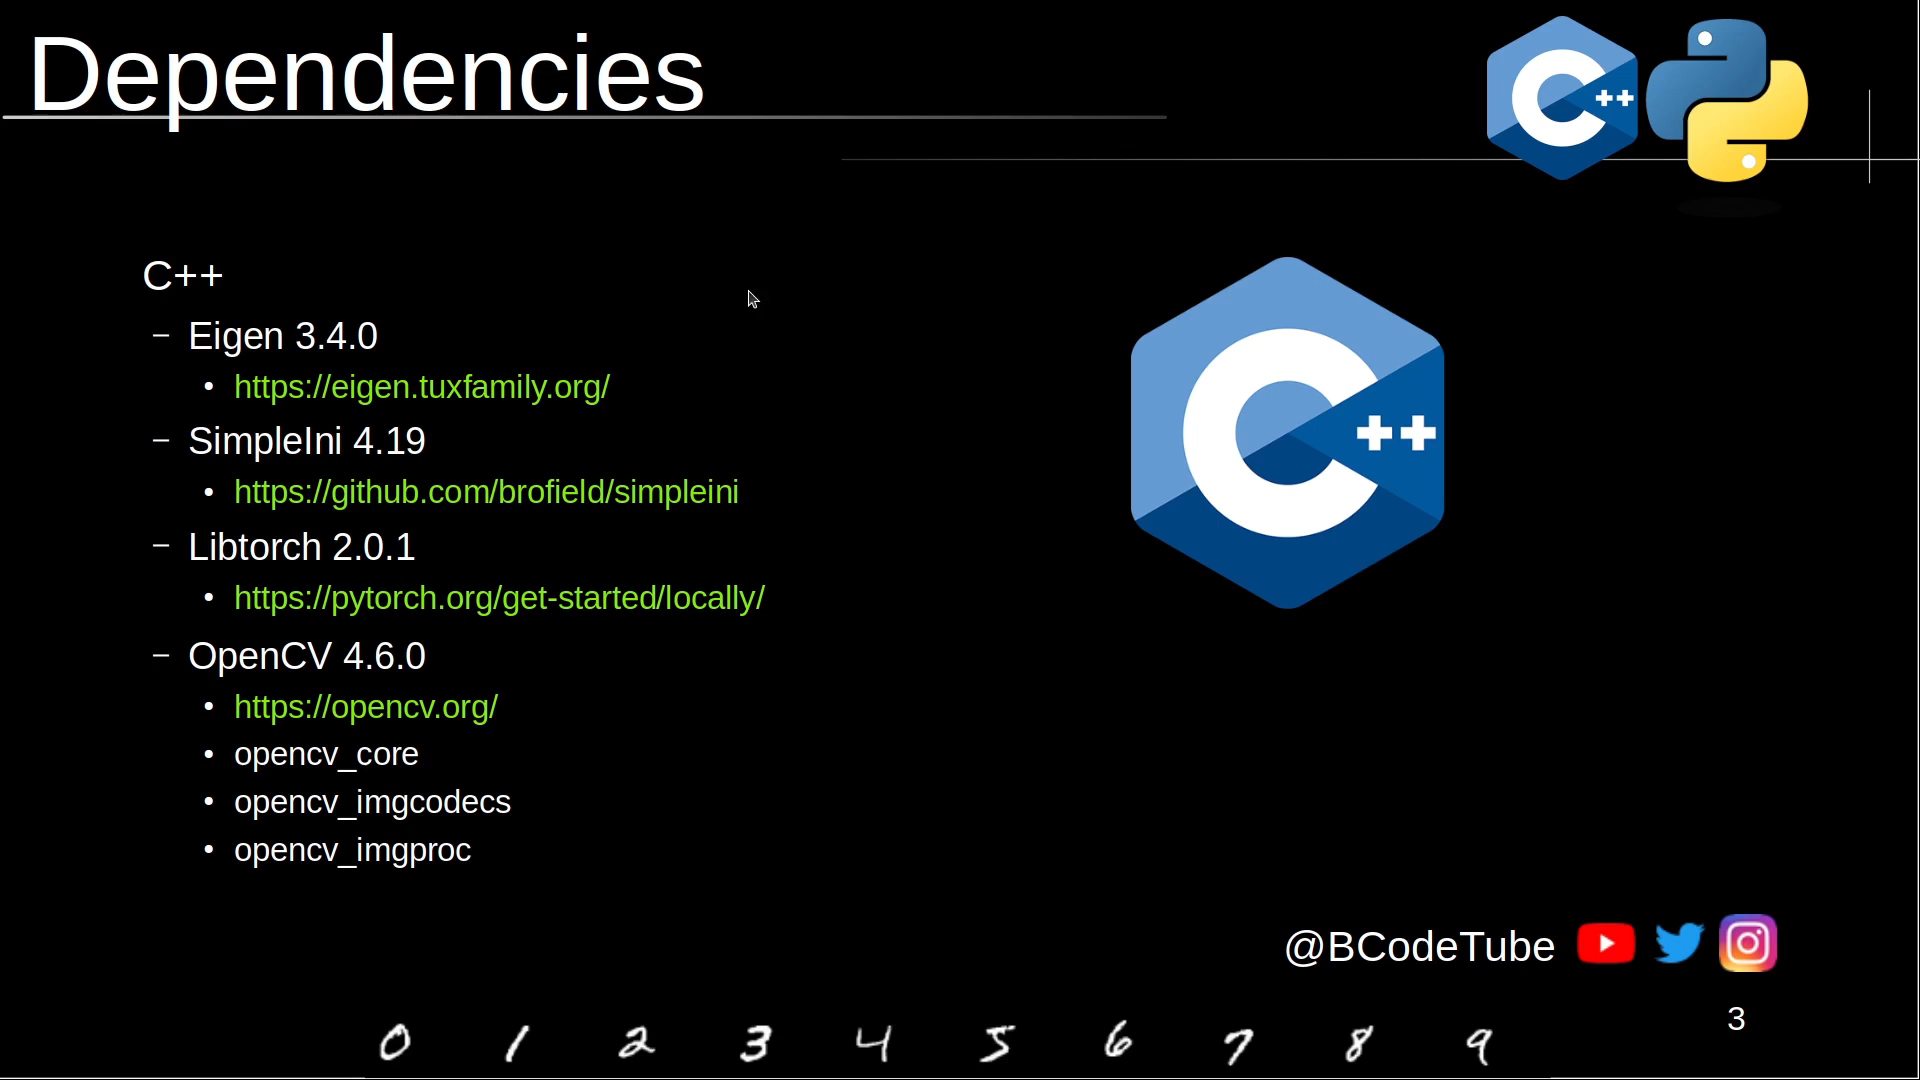 Dependencies
C++
C++
– Eigen 3.4.0
• https://eigen.tuxfamily.org/
– SimpleIni 4.19
• https://github.com/brofield/simpleini
– Libtorch 2.0.1
• https://pytorch.org/get-started/locally/
– OpenCV 4.6.0
• https://opencv.org/
• opencv_core
• opencv_imgcodecs
• opencv_imgproc
C++
@BCodeTube
3
0 1 2 3 4 5 6 7 8 9